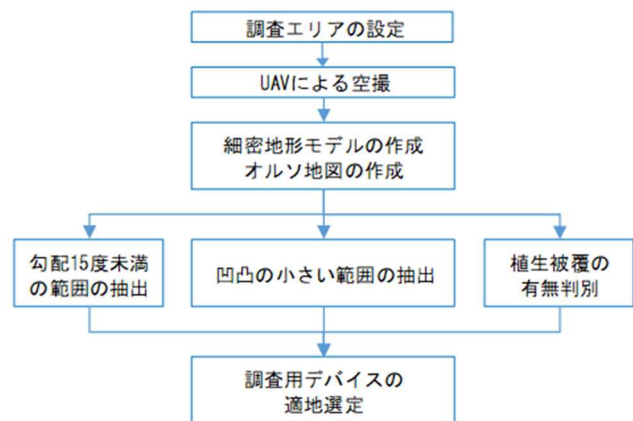 調査エリアの設定
UAVによる空撮
細密地形モデルの作成
オルソ地図の作成
勾配15度未満
の範囲の抽出
凹凸の小さい範囲の抽出
植生被覆の
有無判別
調査用デバイスの
適地選定